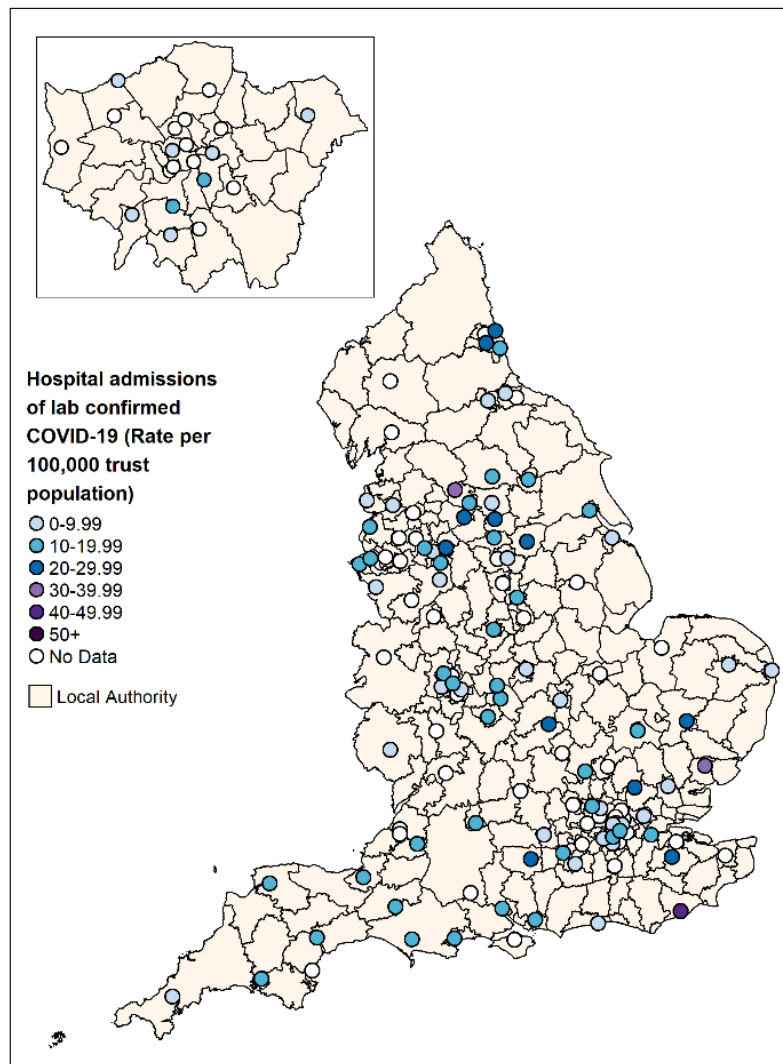 Hospital admissions
of lab confirmed
COVID-19 (Rate per
100,000 trust
population)
0-9.99
10-19.99
20-29.99
30-39.99
40-49.99
50+
No Data
Local Authority